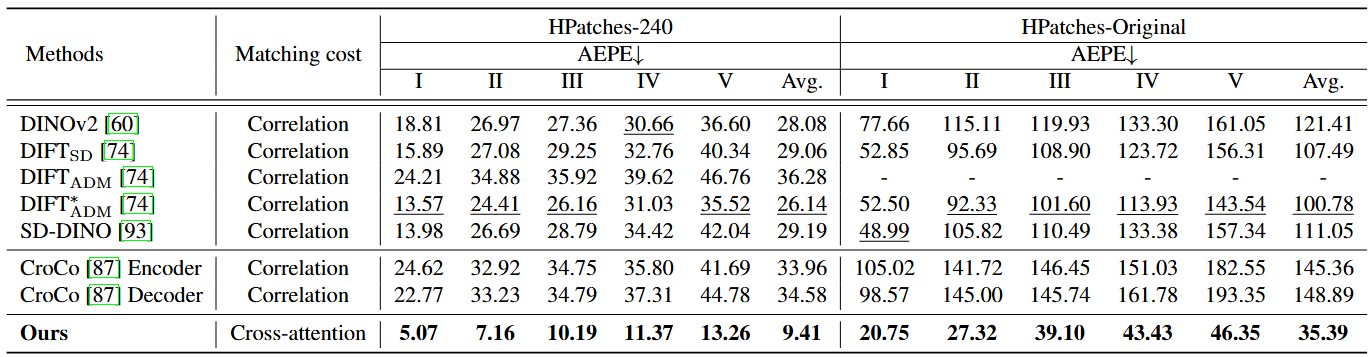 HPatches-240 HPatches-Original
Methods Matching cost AEPE↓ AEPE↓
I II III IV V Avg. I II III IV V Avg.
DINOv2 [60] Correlation 18.81 26.97 27.36 30.66 36.60 28.08 77.66 115.11 119.93 133.30 161.05 121.41
DIFT_SD [74] Correlation 15.89 27.08 29.25 32.76 40.34 29.06 52.85 95.69 108.90 123.72 156.31 107.49
DIFT_ADM [74] Correlation 24.21 34.88 35.92 39.62 46.76 36.28 - - - - - -
DIFT*_ADM [74] Correlation 13.57 24.41 26.16 31.03 35.52 26.14 52.50 92.33 101.60 113.93 143.54 100.78
SD-DINO [93] Correlation 13.98 26.69 28.79 34.42 42.04 29.19 48.99 105.82 110.49 133.38 157.34 111.05
CroCo [87] Encoder Correlation 24.62 32.92 34.75 35.80 41.69 33.96 105.02 141.72 146.45 151.03 182.55 145.36
CroCo [87] Decoder Correlation 22.77 33.23 34.79 37.31 44.78 34.58 98.57 145.00 145.74 161.78 193.35 148.89
Ours Cross-attention 5.07 7.16 10.19 11.37 13.26 9.41 20.75 27.32 39.10 43.43 46.35 35.39